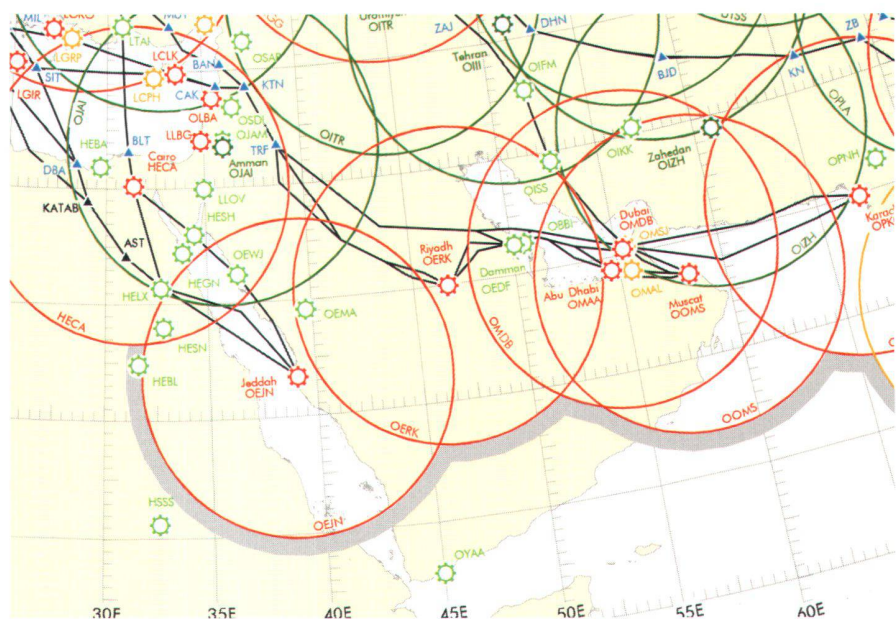 MIL
LTAI
OSAP
OITR
ZAJ
DHN
Tehran
OIII
OIFM
BJD
KN
ZB
LGRP
SIT
LCLK
BAN
LGIR
LCPH
CAK
KTN
OLBA
OSDI
OJAI
OITR
OPLA
HEBA
BLT
LLBG
OJAM
TRF
Amman
OJAI
OIKK
Zahedan
OIZH
OPNH
DBA
Cairo
HECA
OISS
KATAB
LLOV
HESH
OBBI
Dubai
OMDB
OMSJ
AST
OEWJ
Riyadh
OERK
OIZH
HELX
HEGN
Damman
OEDF
Abu Dhabi
OMAA
OMAL
Muscat
OOMS
HECA
HESN
OEMA
OMDB
HEBL
Jeddah
OEJN
OERK
OOMS
HSSS
OEJN
OYAA
30E
35E
40E
45E
50E
55E
60E